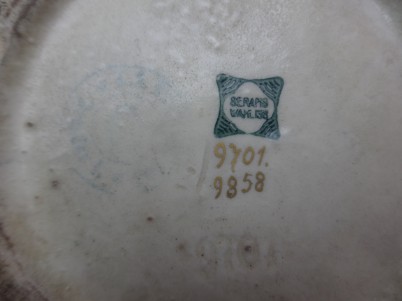 SERAPIS
WAHLISS
9701.
9858